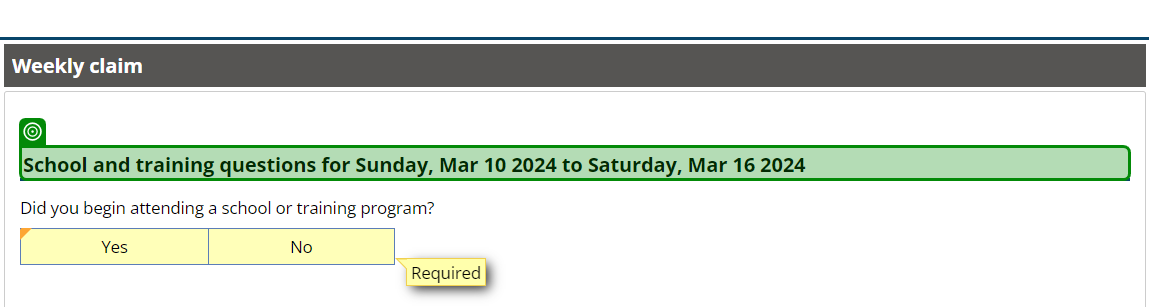 Weekly claim
School and training questions for Sunday, Mar 10 2024 to Saturday, Mar 16 2024
Did you begin attending a school or training program?
Yes No
Required